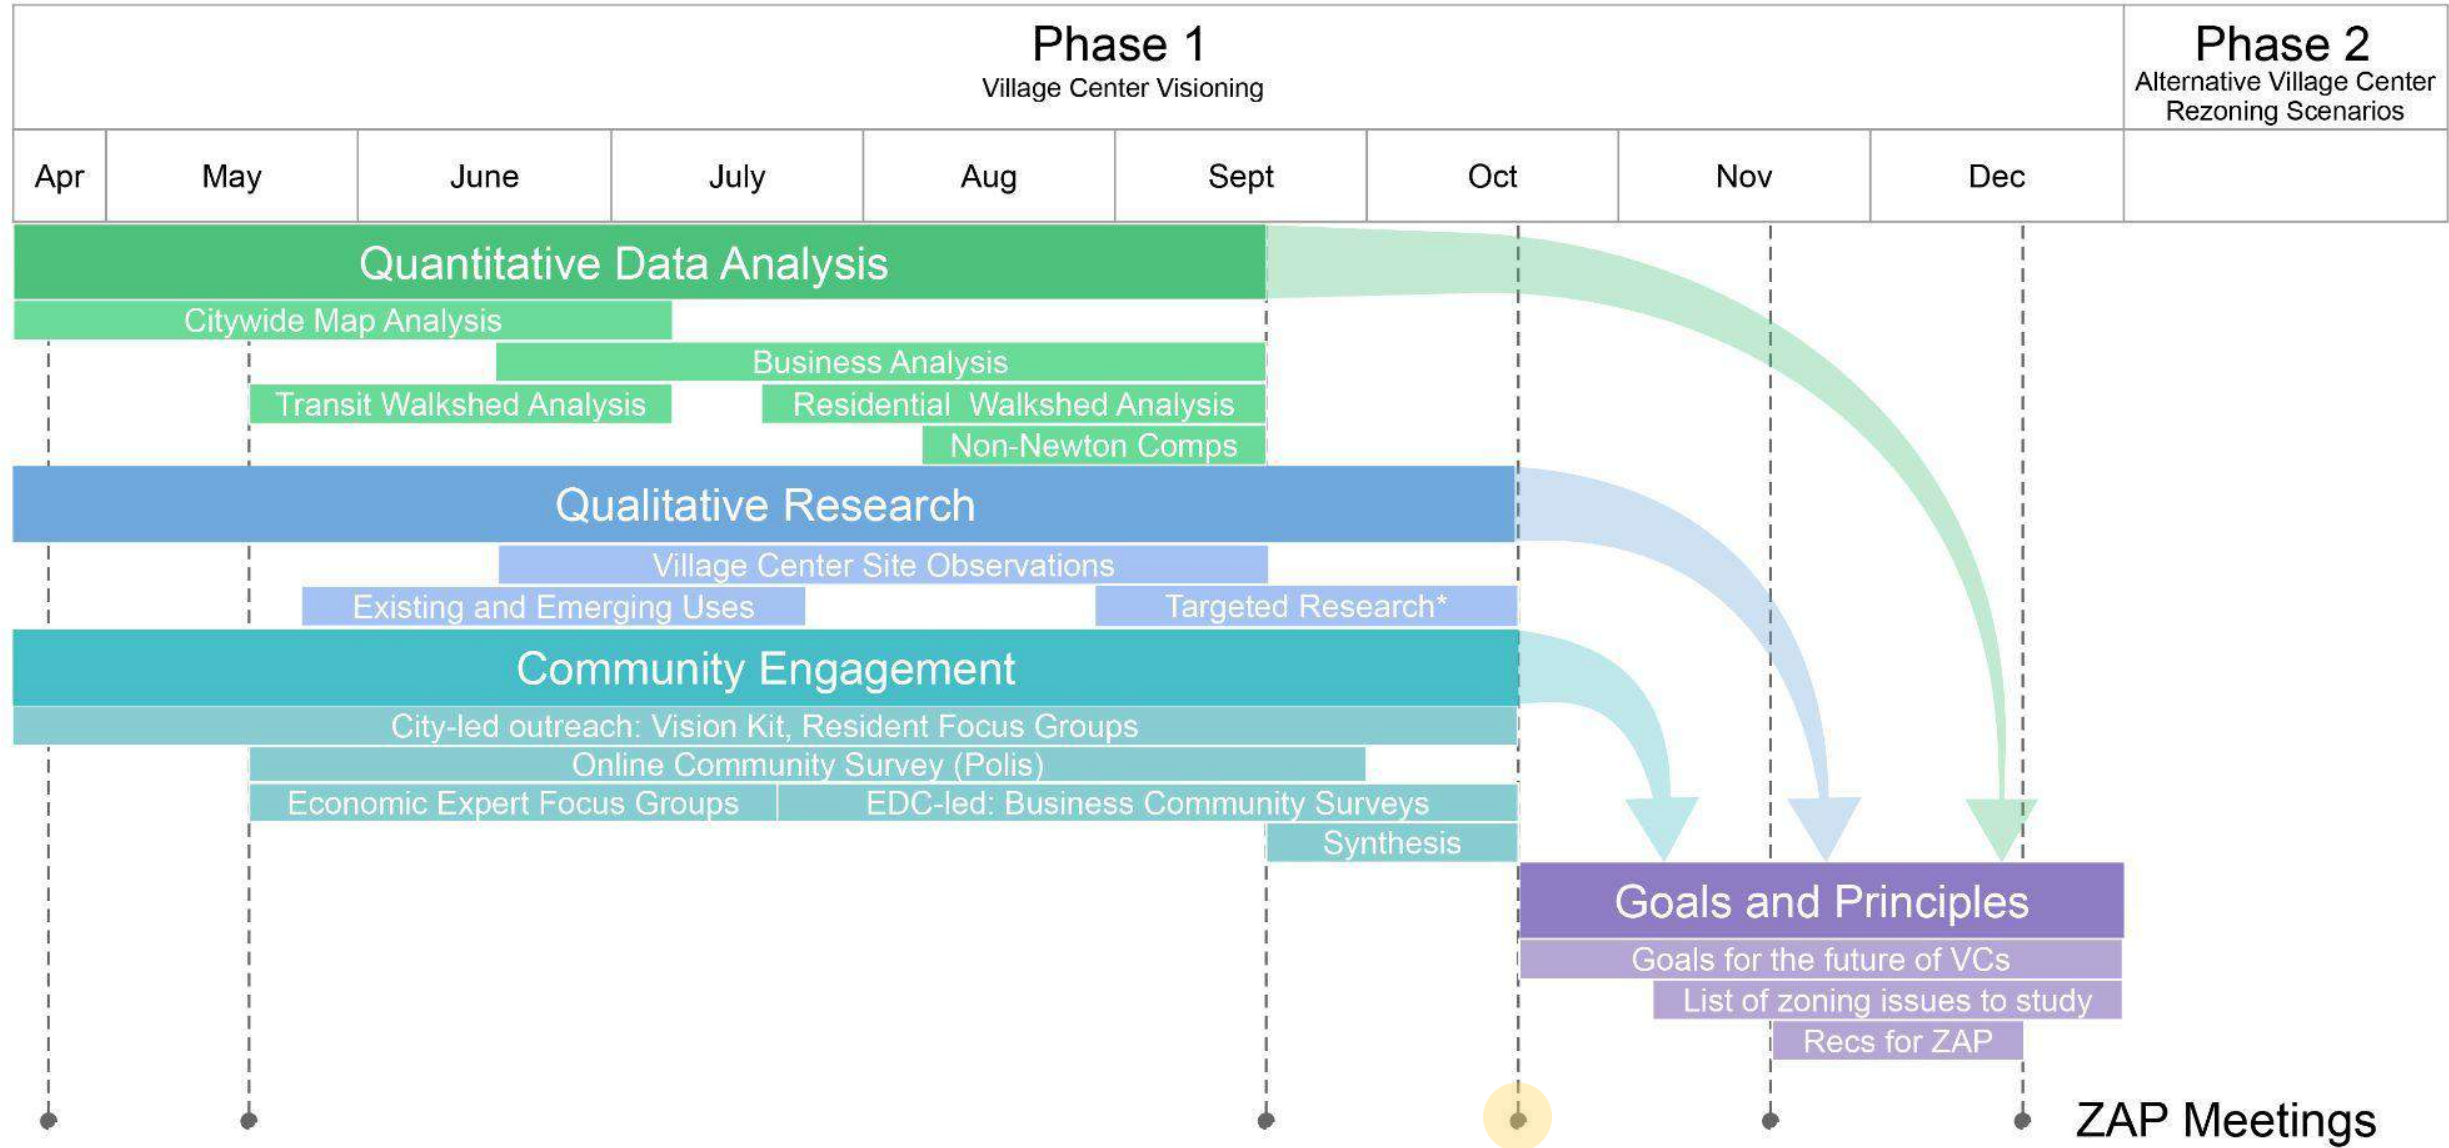 Phase 1
Village Center Visioning
Phase 2
Alternative Village Center
Rezoning Scenarios
Apr
May
June
July
Aug
Sept
Oct
Nov
Dec
Quantitative Data Analysis
Citywide Map Analysis
Business Analysis
Transit Walkshed Analysis
Residential Walkshed Analysis
Non-Newton Comps
Qualitative Research
Village Center Site Observations
Existing and Emerging Uses
Targeted Research*
Community Engagement
City-led outreach: Vision Kit, Resident Focus Groups
Online Community Survey (Polis)
Economic Expert Focus Groups
EDC-led: Business Community Surveys
Synthesis
Goals and Principles
Goals for the future of VCs
List of zoning issues to study
Recs for ZAP
ZAP Meetings